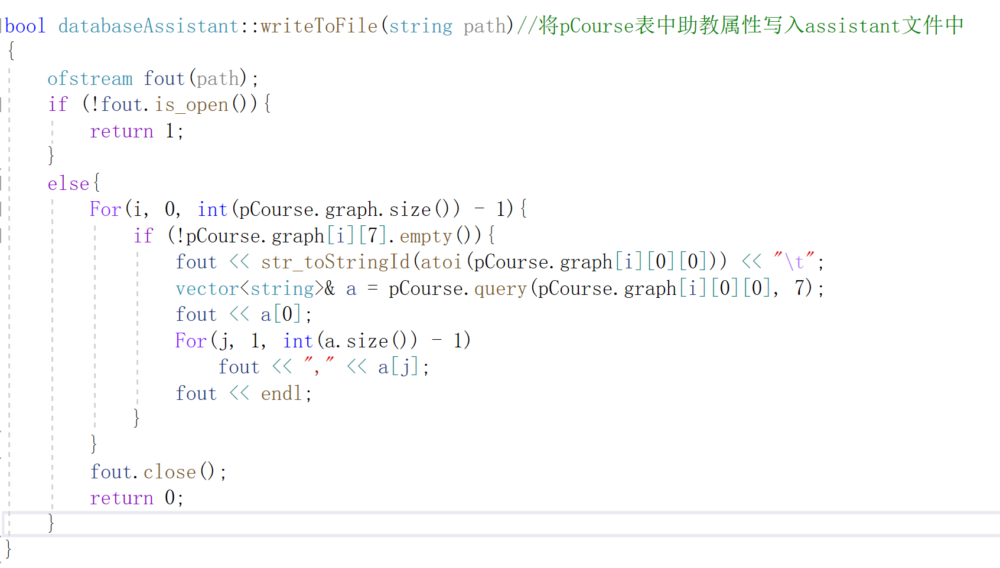 bool databaseAssistant::writeToFile(string path)//将pCourse表中助教属性写入assistant文件中
{
    ofstream fout(path);
    if (!fout.is_open()){
        return 1;
    }
    else{
        For(i, 0, int(pCourse.graph.size()) - 1){
            if (!pCourse.graph[i][7].empty()){
                fout << str_toStringId(atoi(pCourse.graph[i][0][0])) << "\t";
                vector<string>& a = pCourse.query(pCourse.graph[i][0][0], 7);
                fout << a[0];
                For(j, 1, int(a.size()) - 1)
                    fout << "," << a[j];
                fout << endl;
            }
        }
        fout.close();
        return 0;
    }
}